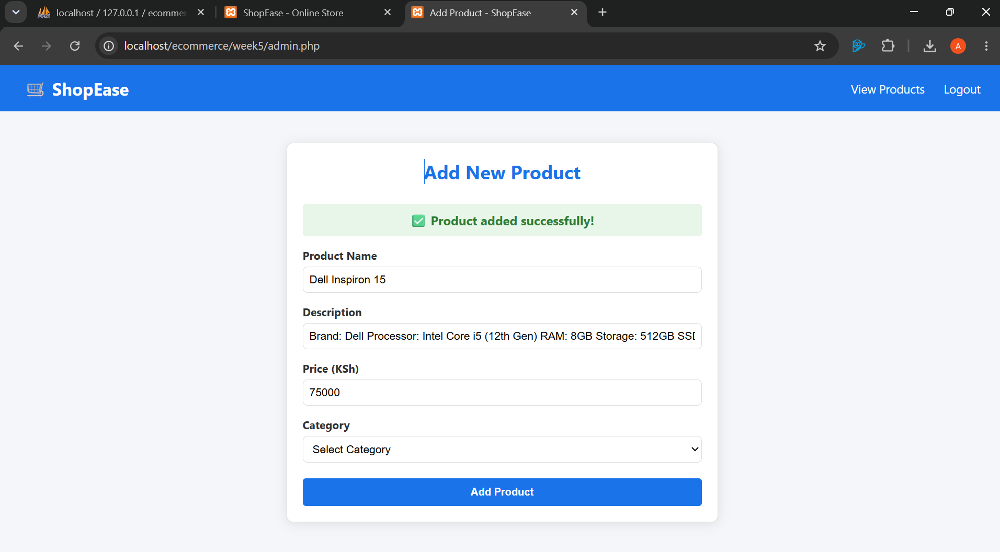 localhost / 127.0.0.1 / ecommer
ShopEase - Online Store
Add Product - ShopEase
localhost/ecommerce/week5/admin.php
A
ShopEase
View Products
Logout
Add New Product
Product added successfully!
Product Name
Dell Inspiron 15
Description
Brand: Dell Processor: Intel Core i5 (12th Gen) RAM: 8GB Storage: 512GB SSD
Price (KSh)
75000
Category
Select Category
Add Product